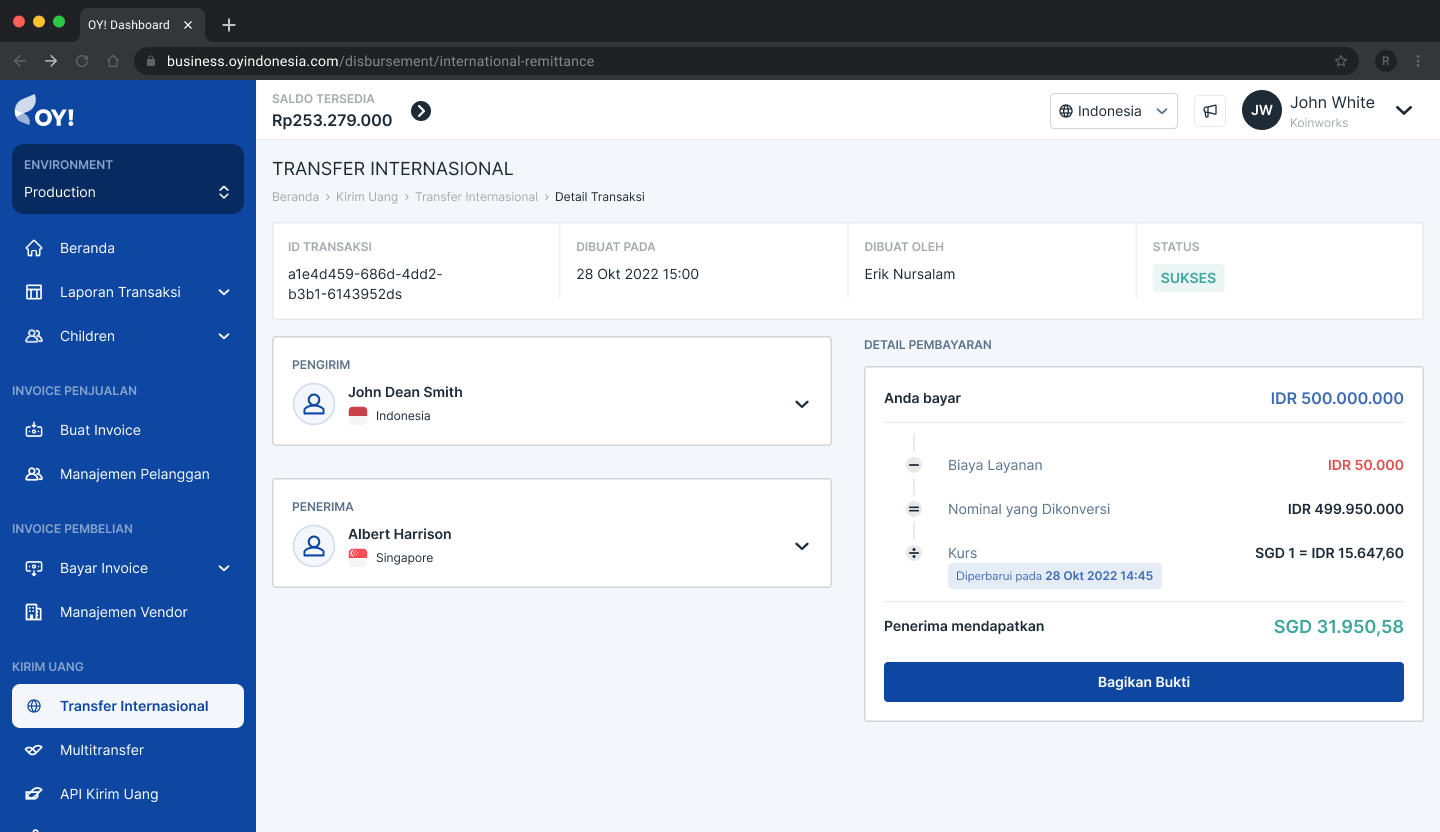 OY! Dashboard
business.oyindonesia.com/disbursement/international-remittance
R
OY!
ENVIRONMENT
Production
Beranda
Laporan Transaksi
Children
INVOICE PENJUALAN
Buat Invoice
Manajemen Pelanggan
INVOICE PEMBELIAN
Bayar Invoice
Manajemen Vendor
KIRIM UANG
Transfer Internasional
Multitransfer
API Kirim Uang
SALDO TERSEDIA
Rp253.279.000
Indonesia
JW
John White
Koinworks
TRANSFER INTERNASIONAL
Beranda › Kirim Uang › Transfer Internasional › Detail Transaksi
ID TRANSAKSI
a1e4d459-686d-4dd2-
b3b1-6143952ds
DIBUAT PADA
28 Okt 2022 15:00
DIBUAT OLEH
Erik Nursalam
STATUS
SUKSES
PENGIRIM
John Dean Smith
Indonesia
PENERIMA
Albert Harrison
Singapore
DETAIL PEMBAYARAN
Anda bayar IDR 500.000.000
Biaya Layanan IDR 50.000
Nominal yang Dikonversi IDR 499.950.000
Kurs SGD 1 = IDR 15.647,60
Diperbarui pada 28 Okt 2022 14:45
Penerima mendapatkan SGD 31.950,58
Bagikan Bukti